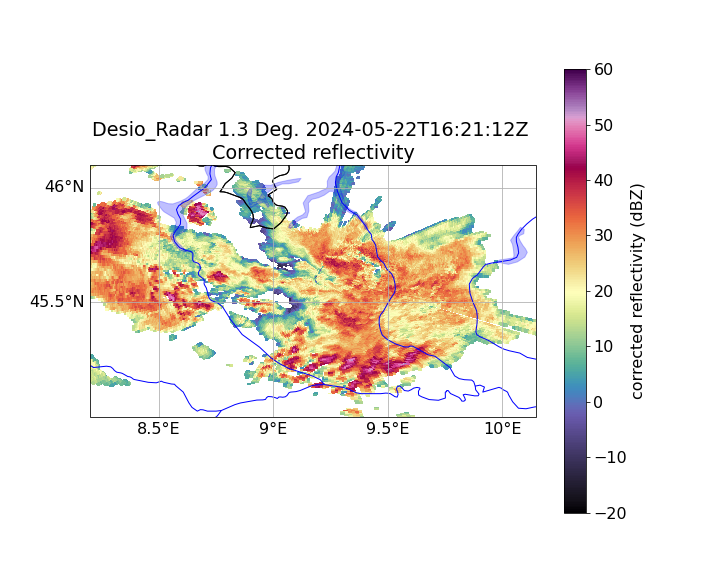 Desio_Radar 1.3 Deg. 2024-05-22T16:21:12Z
Corrected reflectivity
46°N
45.5°N
8.5°E
9°E
9.5°E
10°E
60
50
40
30
20
10
0
−10
−20
corrected reflectivity (dBZ)